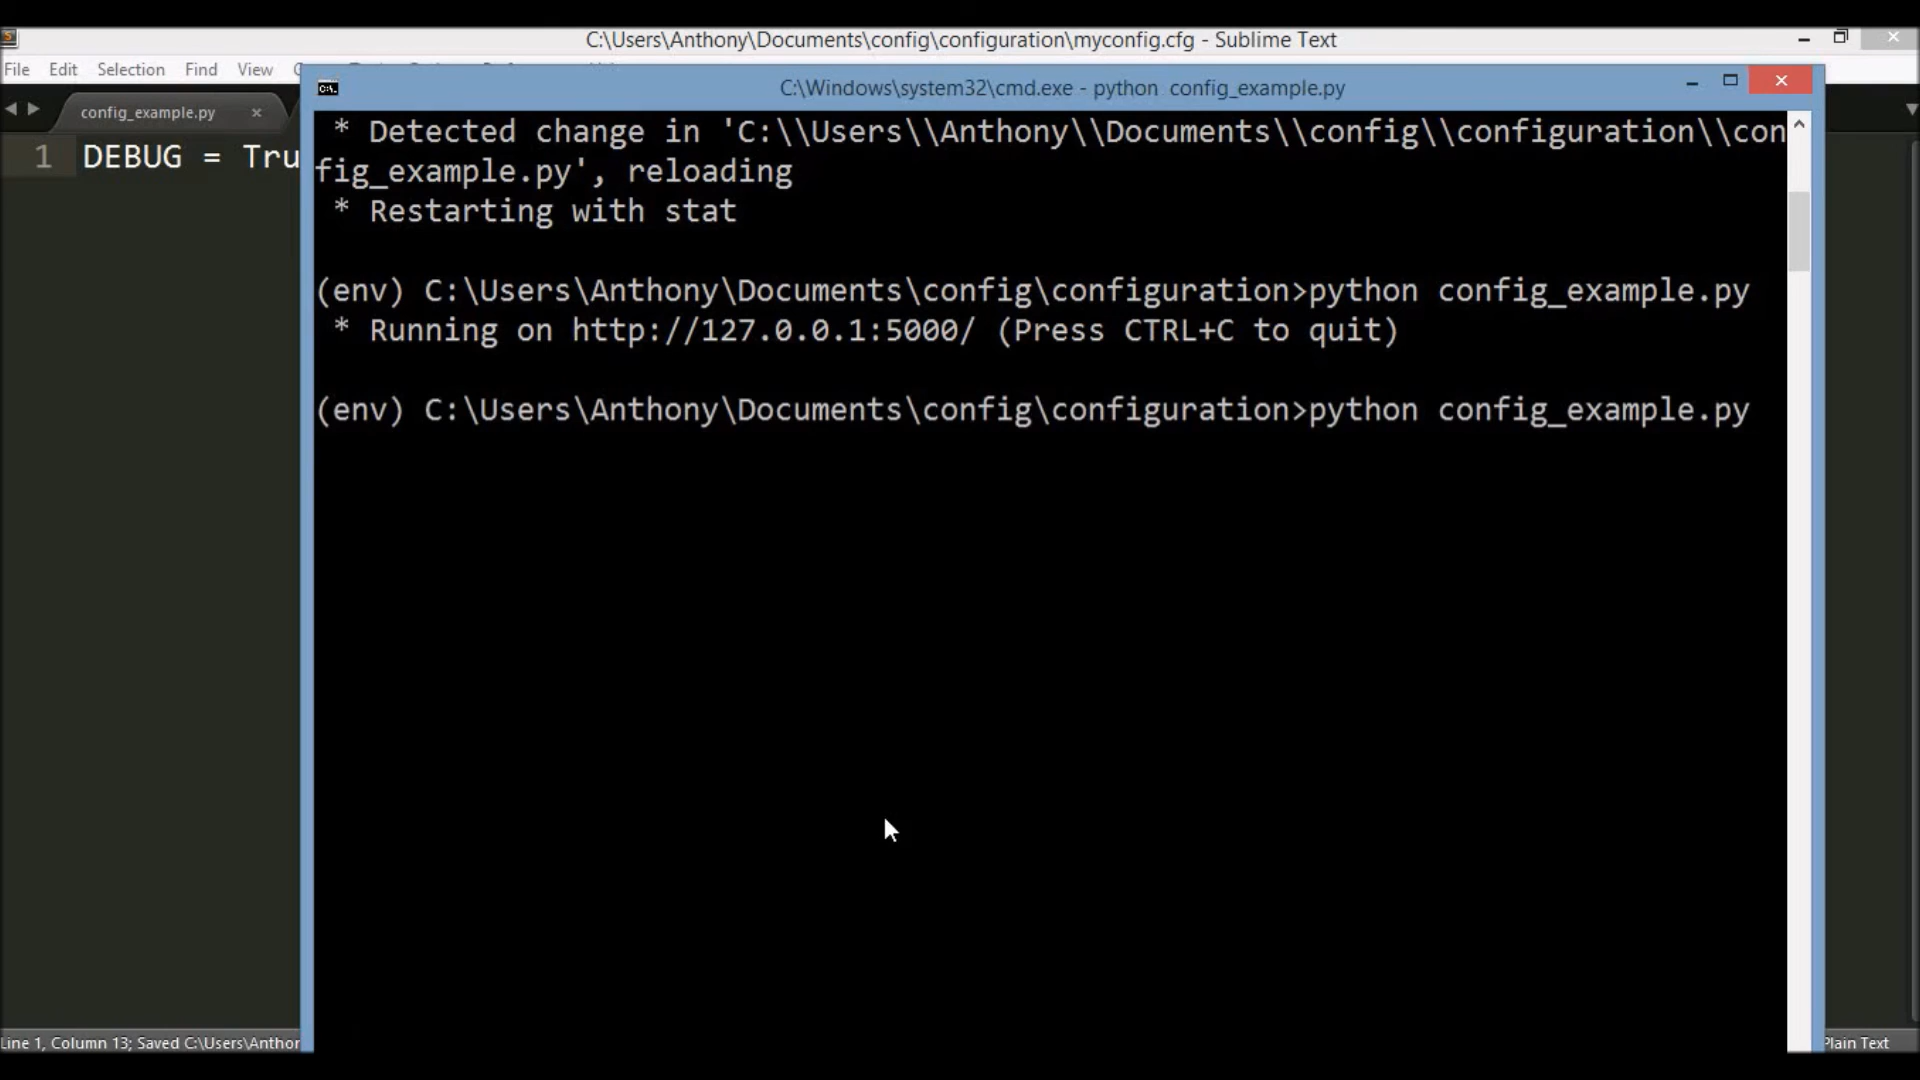 C:\Users\Anthony\Documents\config\configuration\myconfig.cfg - Sublime Text
File Edit Selection Find View
C:\Windows\system32\cmd.exe - python config_example.py
config_example.py
1 DEBUG = Tru
* Detected change in 'C:\\Users\\Anthony\\Documents\\config\\configuration\\con
fig_example.py', reloading
* Restarting with stat
(env) C:\Users\Anthony\Documents\config\configuration>python config_example.py
* Running on http://127.0.0.1:5000/ (Press CTRL+C to quit)
(env) C:\Users\Anthony\Documents\config\configuration>python config_example.py
Line 1, Column 13; Saved C:\Users\Anthor
Plain Text